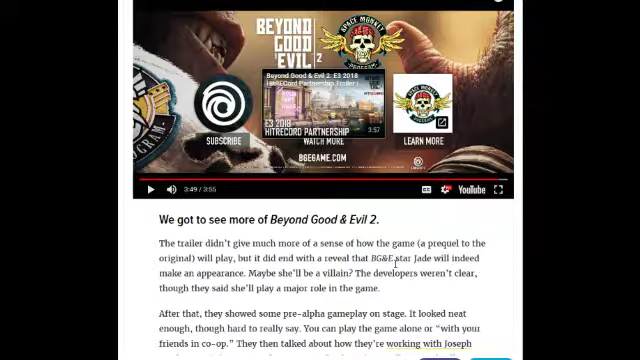 BEYOND
GOOD
& EVIL 2
SPACE MONKEY
PROGRAM
Beyond Good & Evil 2: E3 2018
HitRECord Partnership Trailer |
E3 2018
HITRECORD PARTNERSHIP
3:57
SUBSCRIBE
WATCH MORE
LEARN MORE
BGEGAME.COM
3:49 / 3:55
YouTube
We got to see more of Beyond Good & Evil 2.
The trailer didn't give much more of a sense of how the game (a prequel to the
original) will play, but it did end with a reveal that BG&E star Jade will indeed
make an appearance. Maybe she'll be a villain? The developers weren't clear,
though they said she'll play a major role in the game.
After that, they showed some pre-alpha gameplay on stage. It looked neat
enough, though hard to really say. You can play the game alone or "with your
friends in co-op." They then talked about how they're working with Joseph